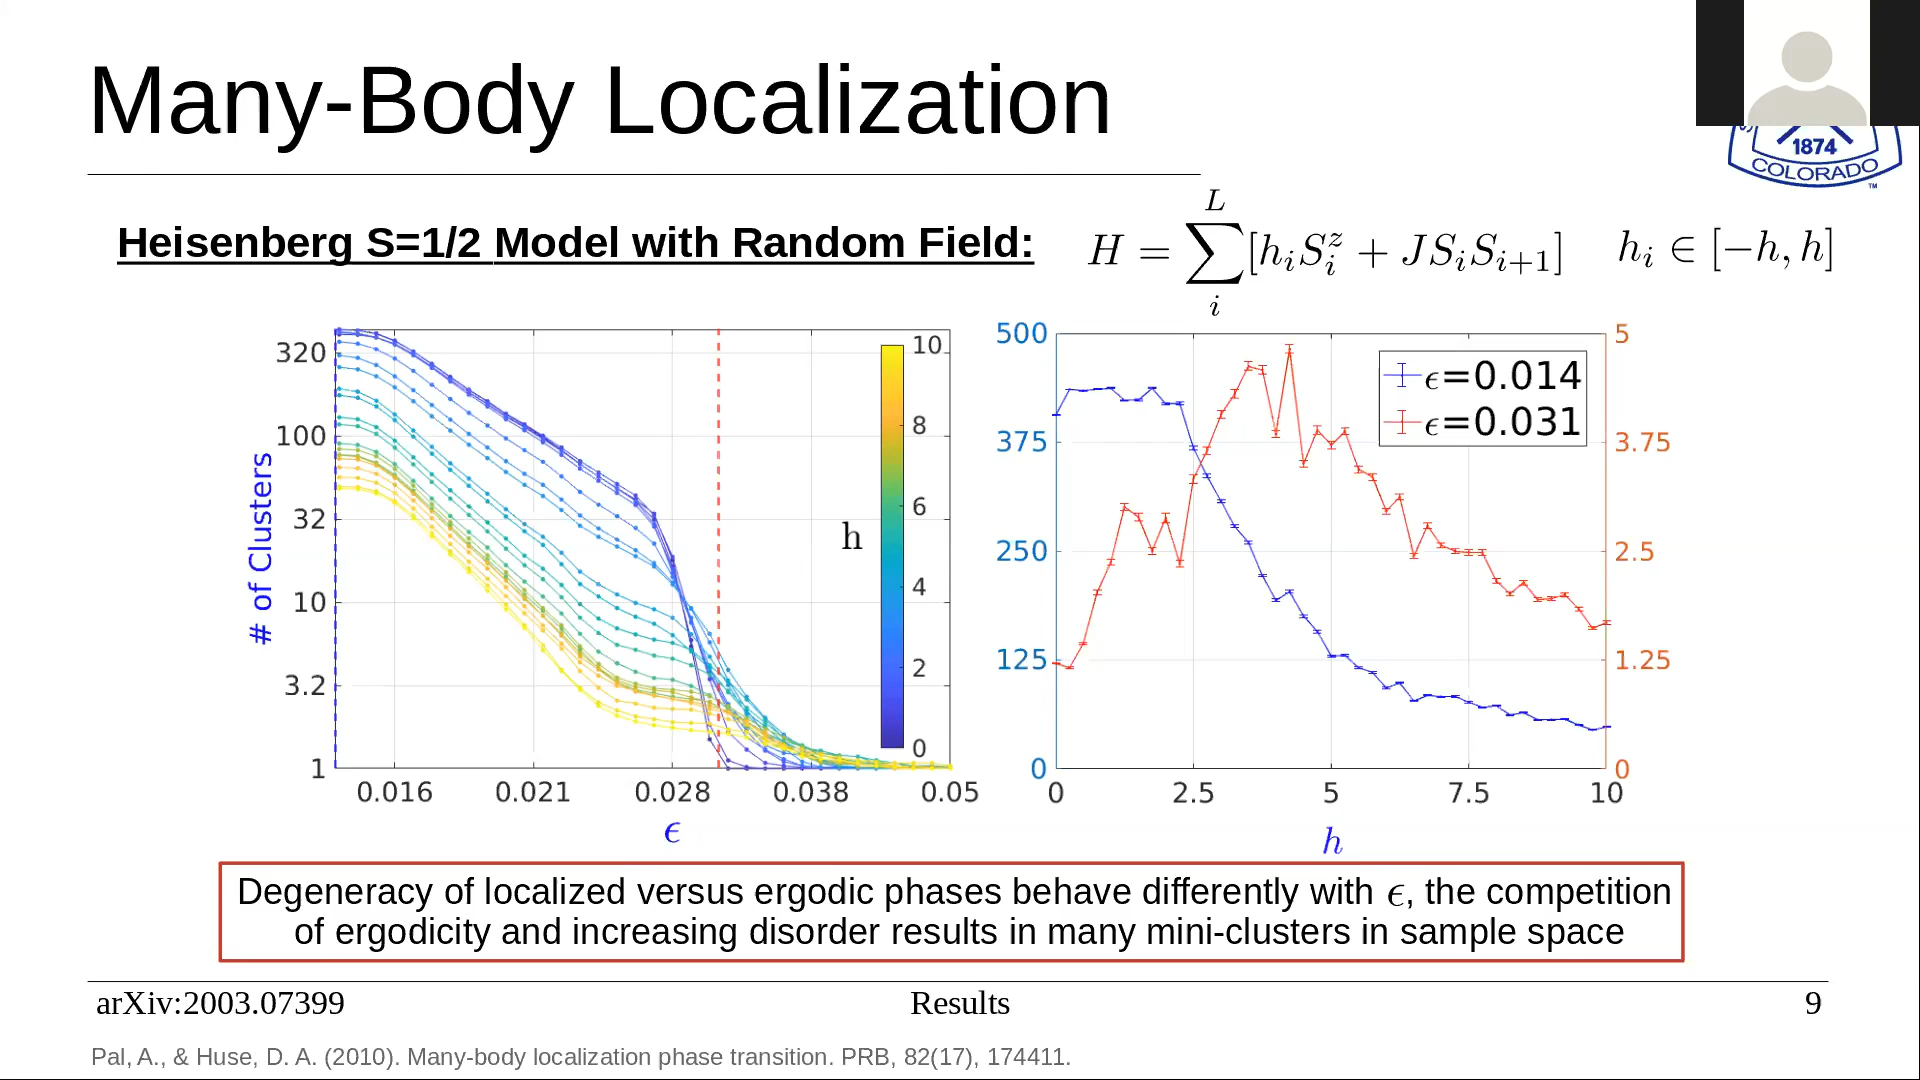 Many-Body Localization
1874
COLORADO
TM
Heisenberg S=1/2 Model with Random Field:
H = \sum_{i}^{L} [h_i S_i^z + J S_i S_{i+1}]
h_i ∈ [−h, h]
# of Clusters
320
100
32
10
3.2
1
0.016
0.021
0.028
0.038
0.05
ϵ
h
10
8
6
4
2
0
500
375
250
125
0
5
3.75
2.5
1.25
0
ϵ=0.014
ϵ=0.031
0
2.5
5
7.5
10
h
Degeneracy of localized versus ergodic phases behave differently with ϵ, the competition
of ergodicity and increasing disorder results in many mini-clusters in sample space
arXiv:2003.07399
Results
9
Pal, A., & Huse, D. A. (2010). Many-body localization phase transition. PRB, 82(17), 174411.